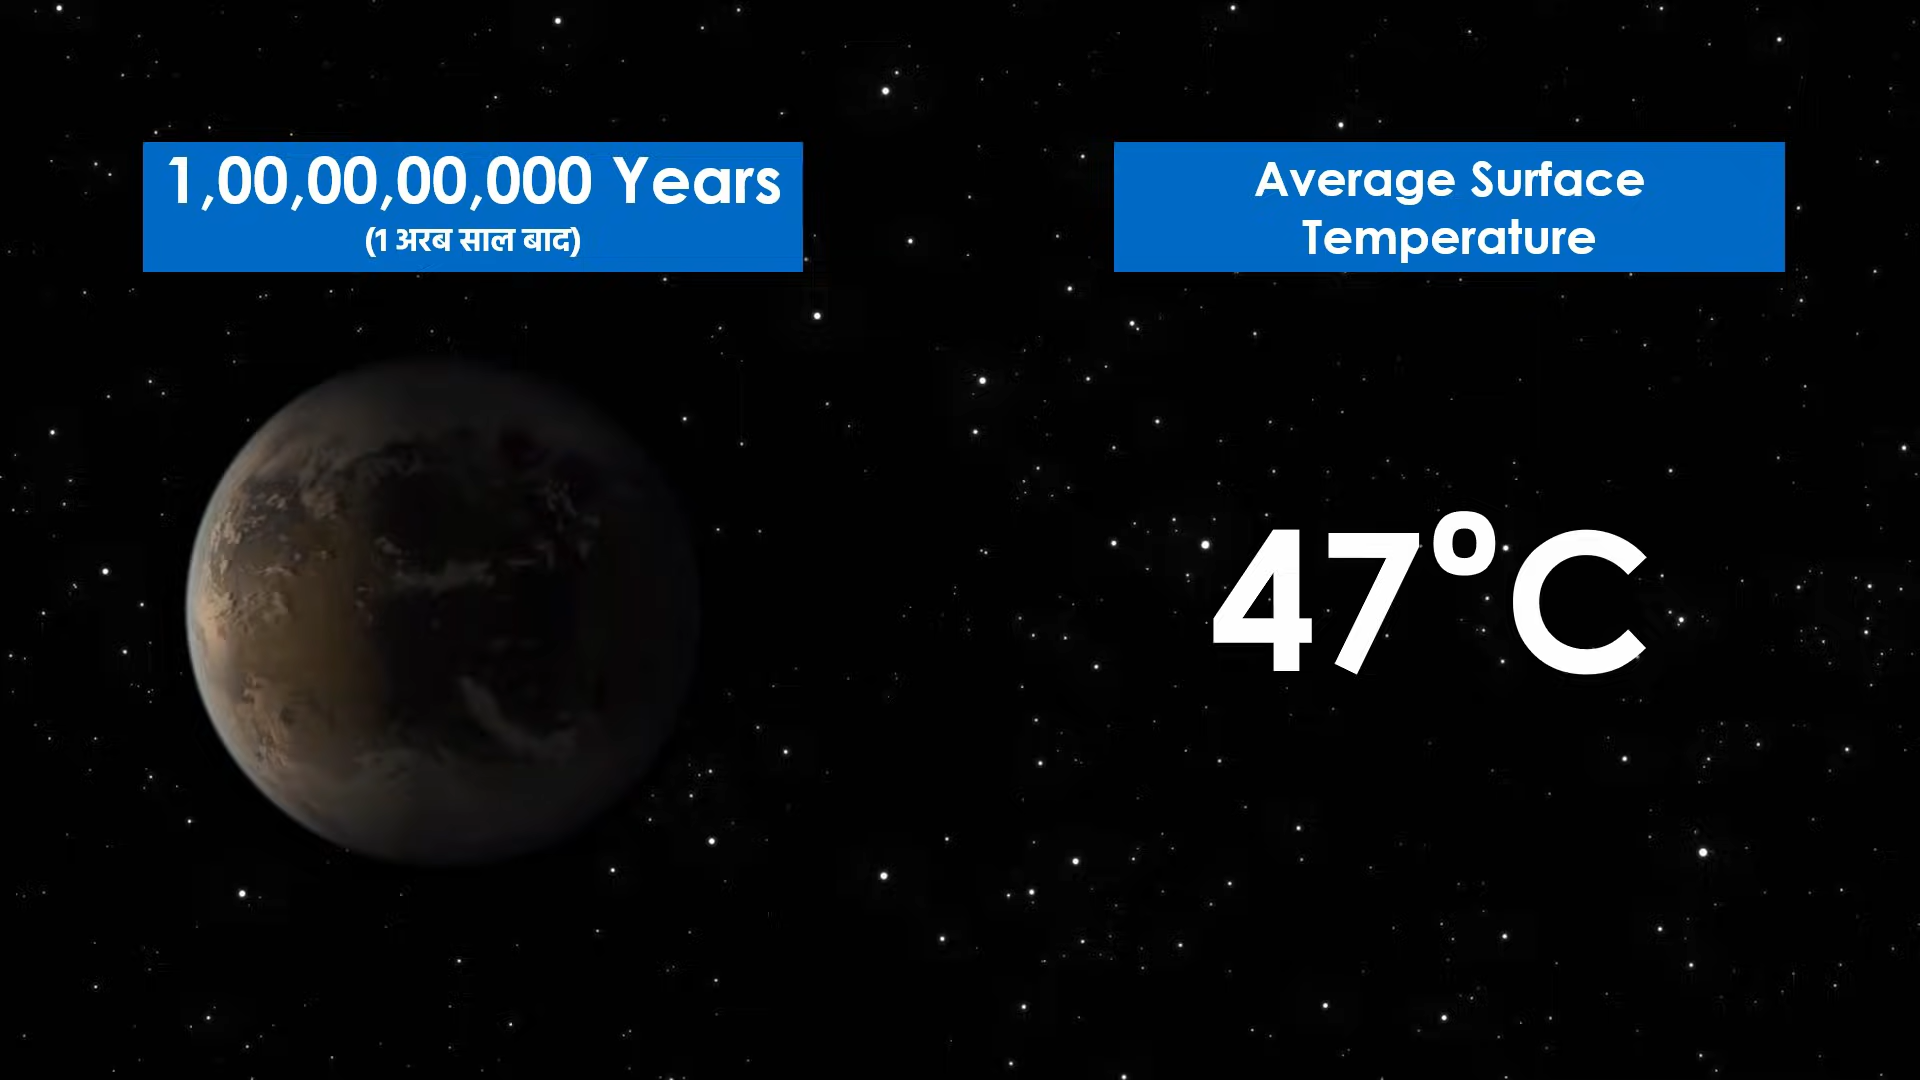 1,00,00,00,000 Years
(1 अरब साल बाद)
Average Surface
Temperature
47°C